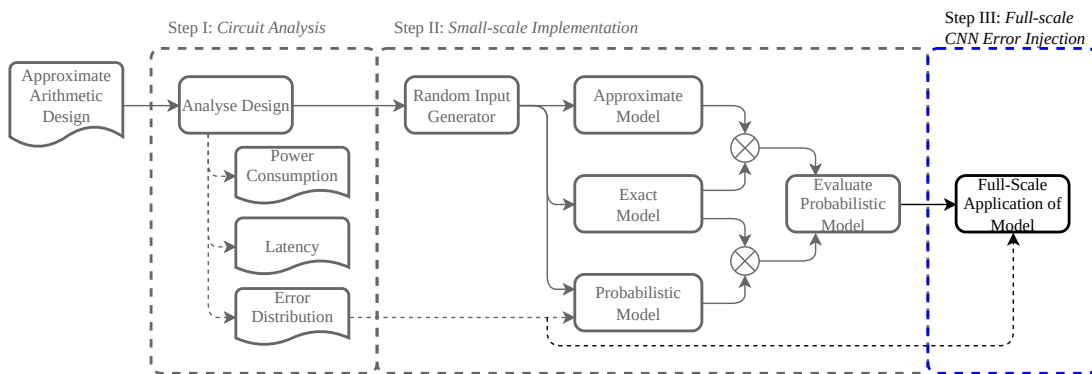 Step I: Circuit Analysis
Step II: Small-scale Implementation
Step III: Full-scale
CNN Error Injection
Approximate
Arithmetic
Design
Analyse Design
Power
Consumption
Latency
Error
Distribution
Random Input
Generator
Approximate
Model
Exact
Model
Probabilistic
Model
Evaluate
Probabilistic
Model
Full-Scale
Application of
Model